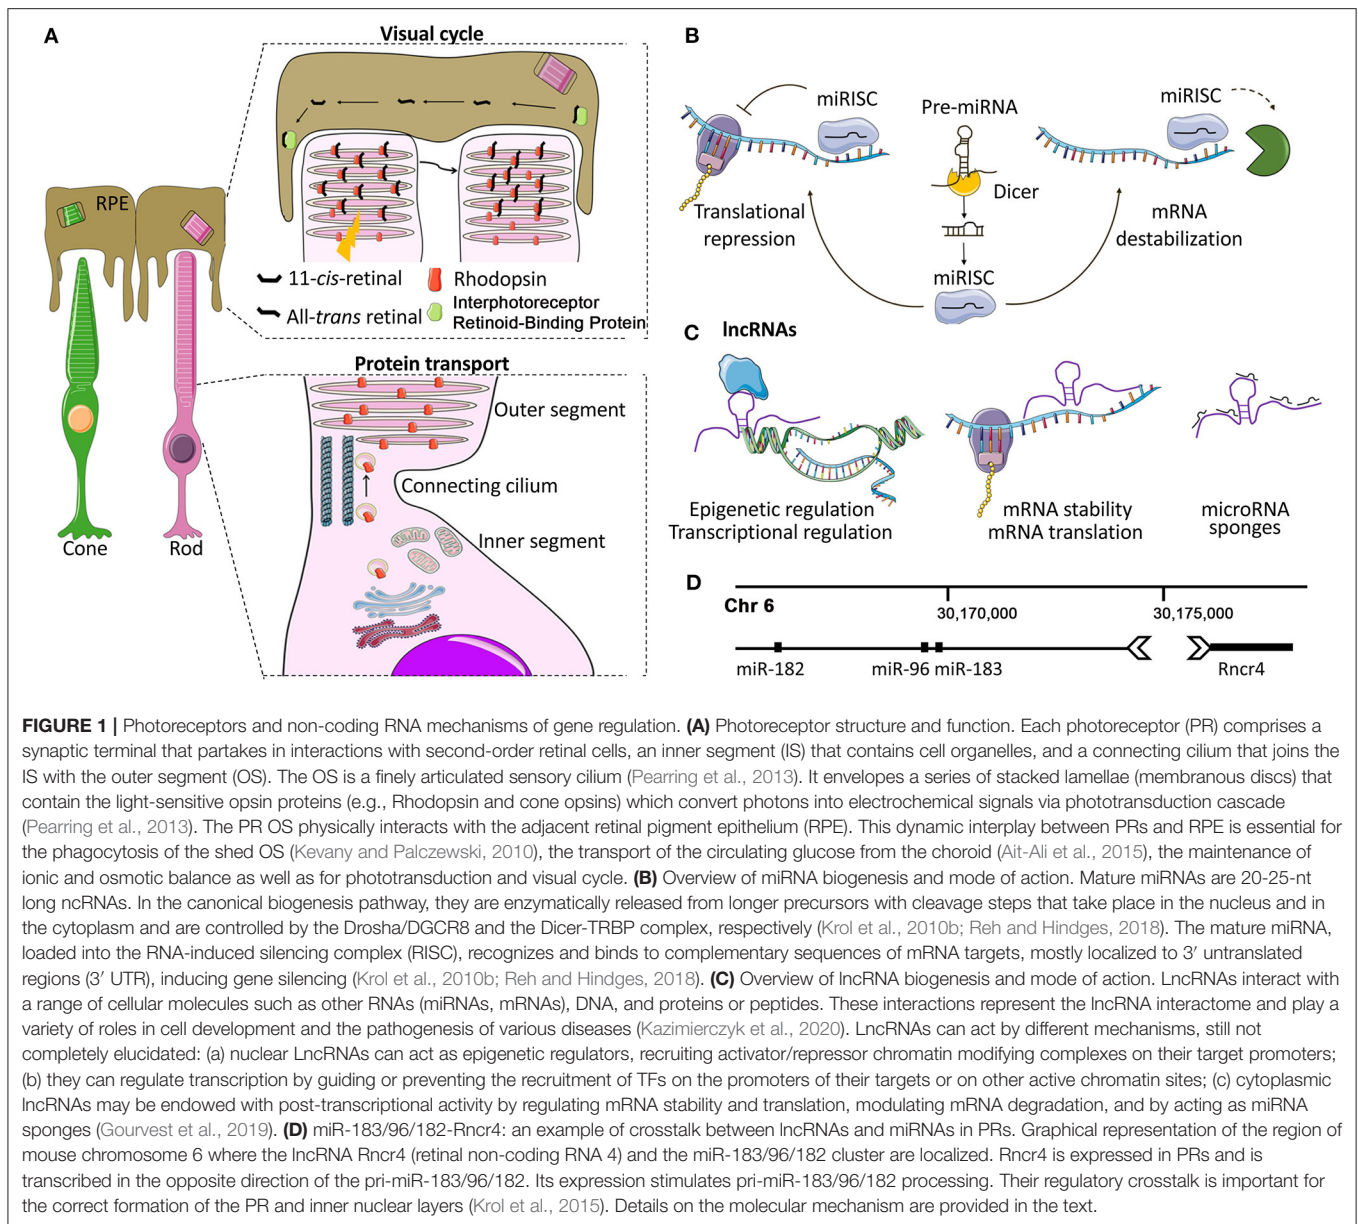 A
Visual cycle
RPE
11-cis-retinal
Rhodopsin
All-trans retinal
Interphotoreceptor
Retinoid-Binding Protein
Protein transport
Outer segment
Connecting cilium
Inner segment
Cone
Rod
B
miRISC
Pre-miRNA
miRISC
Dicer
Translational
repression
mRNA
destabilization
miRISC
C
lncRNAs
Epigenetic regulation
Transcriptional regulation
mRNA stability
mRNA translation
microRNA
sponges
D
Chr 6
30,170,000
30,175,000
miR-182
miR-96
miR-183
Rncr4
FIGURE 1 | Photoreceptors and non-coding RNA mechanisms of gene regulation. (A) Photoreceptor structure and function. Each photoreceptor (PR) comprises a
synaptic terminal that partakes in interactions with second-order retinal cells, an inner segment (IS) that contains cell organelles, and a connecting cilium that joins the
IS with the outer segment (OS). The OS is a finely articulated sensory cilium (Pearring et al., 2013). It envelopes a series of stacked lamellae (membranous discs) that
contain the light-sensitive opsin proteins (e.g., Rhodopsin and cone opsins) which convert photons into electrochemical signals via phototransduction cascade
(Pearring et al., 2013). The PR OS physically interacts with the adjacent retinal pigment epithelium (RPE). This dynamic interplay between PRs and RPE is essential for
the phagocytosis of the shed OS (Kevany and Palczewski, 2010), the transport of the circulating glucose from the choroid (Ait-Ali et al., 2015), the maintenance of
ionic and osmotic balance as well as for phototransduction and visual cycle. (B) Overview of miRNA biogenesis and mode of action. Mature miRNAs are 20-25-nt
long ncRNAs. In the canonical biogenesis pathway, they are enzymatically released from longer precursors with cleavage steps that take place in the nucleus and in
the cytoplasm and are controlled by the Drosha/DGCR8 and the Dicer-TRBP complex, respectively (Krol et al., 2010b; Reh and Hindges, 2018). The mature miRNA,
loaded into the RNA-induced silencing complex (RISC), recognizes and binds to complementary sequences of mRNA targets, mostly localized to 3′ untranslated
regions (3′ UTR), inducing gene silencing (Krol et al., 2010b; Reh and Hindges, 2018). (C) Overview of lncRNA biogenesis and mode of action. LncRNAs interact with
a range of cellular molecules such as other RNAs (miRNAs, mRNAs), DNA, and proteins or peptides. These interactions represent the lncRNA interactome and play a
variety of roles in cell development and the pathogenesis of various diseases (Kazimierczyk et al., 2020). LncRNAs can act by different mechanisms, still not
completely elucidated: (a) nuclear LncRNAs can act as epigenetic regulators, recruiting activator/repressor chromatin modifying complexes on their target promoters;
(b) they can regulate transcription by guiding or preventing the recruitment of TFs on the promoters of their targets or on other active chromatin sites; (c) cytoplasmic
lncRNAs may be endowed with post-transcriptional activity by regulating mRNA stability and translation, modulating mRNA degradation, and by acting as miRNA
sponges (Gourvest et al., 2019). (D) miR-183/96/182-Rncr4: an example of crosstalk between lncRNAs and miRNAs in PRs. Graphical representation of the region of
mouse chromosome 6 where the lncRNA Rncr4 (retinal non-coding RNA 4) and the miR-183/96/182 cluster are localized. Rncr4 is expressed in PRs and is
transcribed in the opposite direction of the pri-miR-183/96/182. Its expression stimulates pri-miR-183/96/182 processing. Their regulatory crosstalk is important for
the correct formation of the PR and inner nuclear layers (Krol et al., 2015). Details on the molecular mechanism are provided in the text.